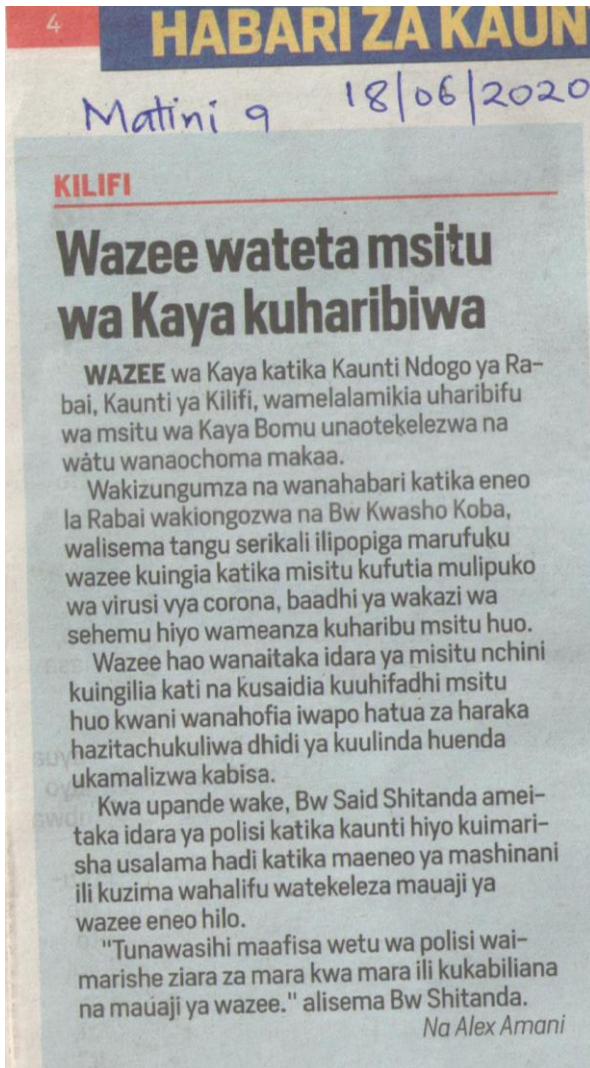 4
HABARI ZA KAUN
Matini 9 18/06/2020
KILIFI
Wazee wateta msitu
wa Kaya kuharibiwa
WAZEE wa Kaya katika Kaunti Ndogo ya Ra-
bai, Kaunti ya Kilifi, wamelalamikia uharibifu
wa msitu wa Kaya Bomu unaotekelezwa na
watu wanaochoma makaa.
Wakizungumza na wanahabari katika eneo
la Rabai wakiongozwa na Bw Kwasho Koba,
walisema tangu serikali ilipopiga marufuku
wazee kuingia katika misitu kufutia mulipuko
wa virusi vya corona, baadhi ya wakazi wa
sehemu hiyo wameanza kuharibu msitu huo.
Wazee hao wanaitaka idara ya misitu nchini
kuingilia kati na kusaidia kuuhifadhi msitu
huo kwani wanahofia iwapo hatua za haraka
hazitachukuliwa dhidi ya kuulinda huenda
ukamalizwa kabisa.
Kwa upande wake, Bw Said Shitanda amei-
taka idara ya polisi katika kaunti hiyo kuimari-
sha usalama hadi katika maeneo ya mashinani
ili kuzima wahalifu watekeleza mauaji ya
wazee eneo hilo.
"Tunawasihi maafisa wetu wa polisi wai-
marishe ziara za mara kwa mara ili kukabiliana
na mauaji ya wazee." alisema Bw Shitanda.
Na Alex Amani